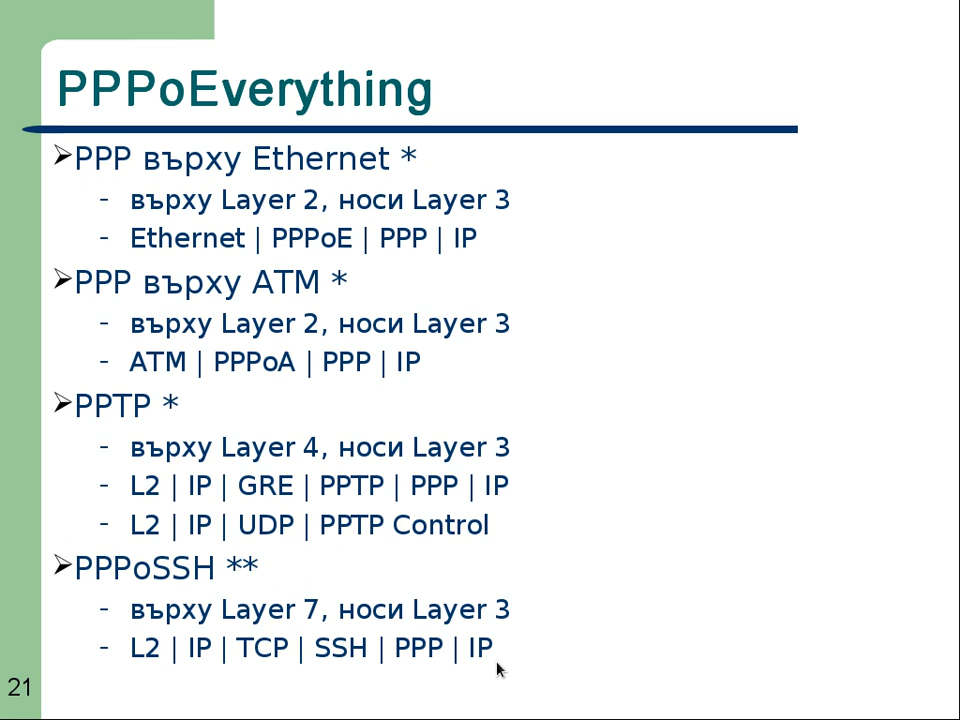 PPPoEverything
➢PPP върху Ethernet *
- върху Layer 2, носи Layer 3
- Ethernet | PPPoE | PPP | IP
➢PPP върху ATM *
- върху Layer 2, носи Layer 3
- ATM | PPPoA | PPP | IP
➢PPTP *
- върху Layer 4, носи Layer 3
- L2 | IP | GRE | PPTP | PPP | IP
- L2 | IP | UDP | PPTP Control
➢PPPoSSH **
- върху Layer 7, носи Layer 3
- L2 | IP | TCP | SSH | PPP | IP
21